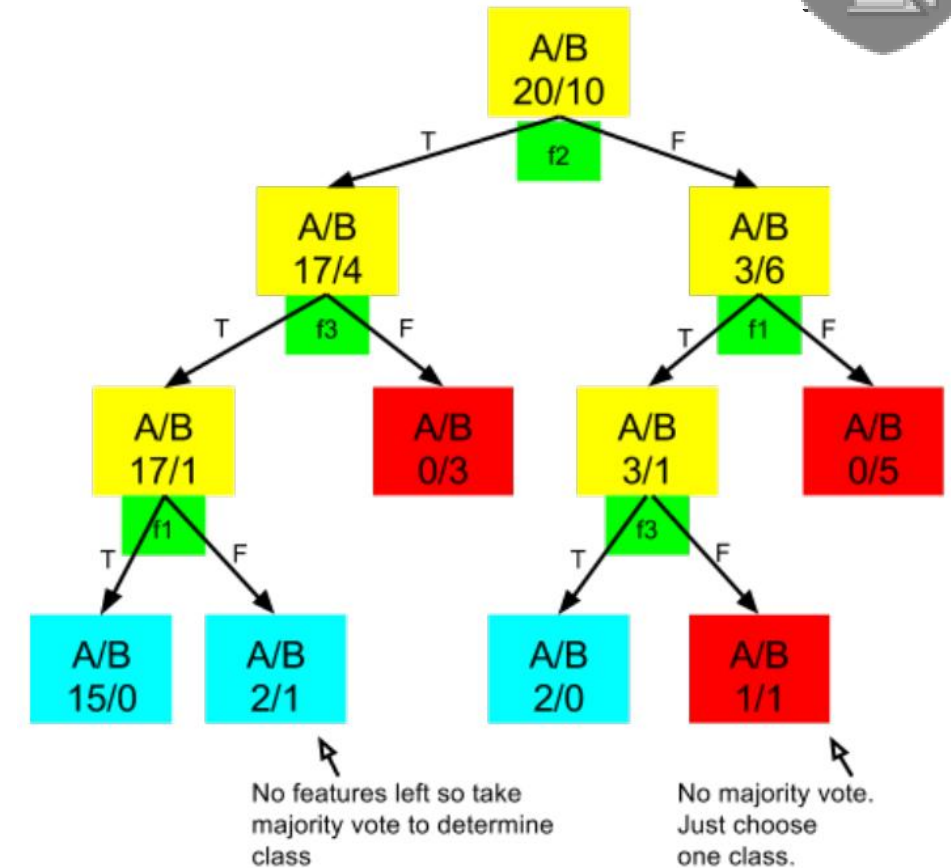 A/B
20/10
T
f2
F
A/B
17/4
A/B
3/6
T
f3
F
T
f1
F
A/B
17/1
A/B
0/3
A/B
3/1
A/B
0/5
T
f1
F
T
f3
F
A/B
15/0
A/B
2/1
A/B
2/0
A/B
1/1
No features left so take
majority vote to determine
class
No majority vote.
Just choose
one class.